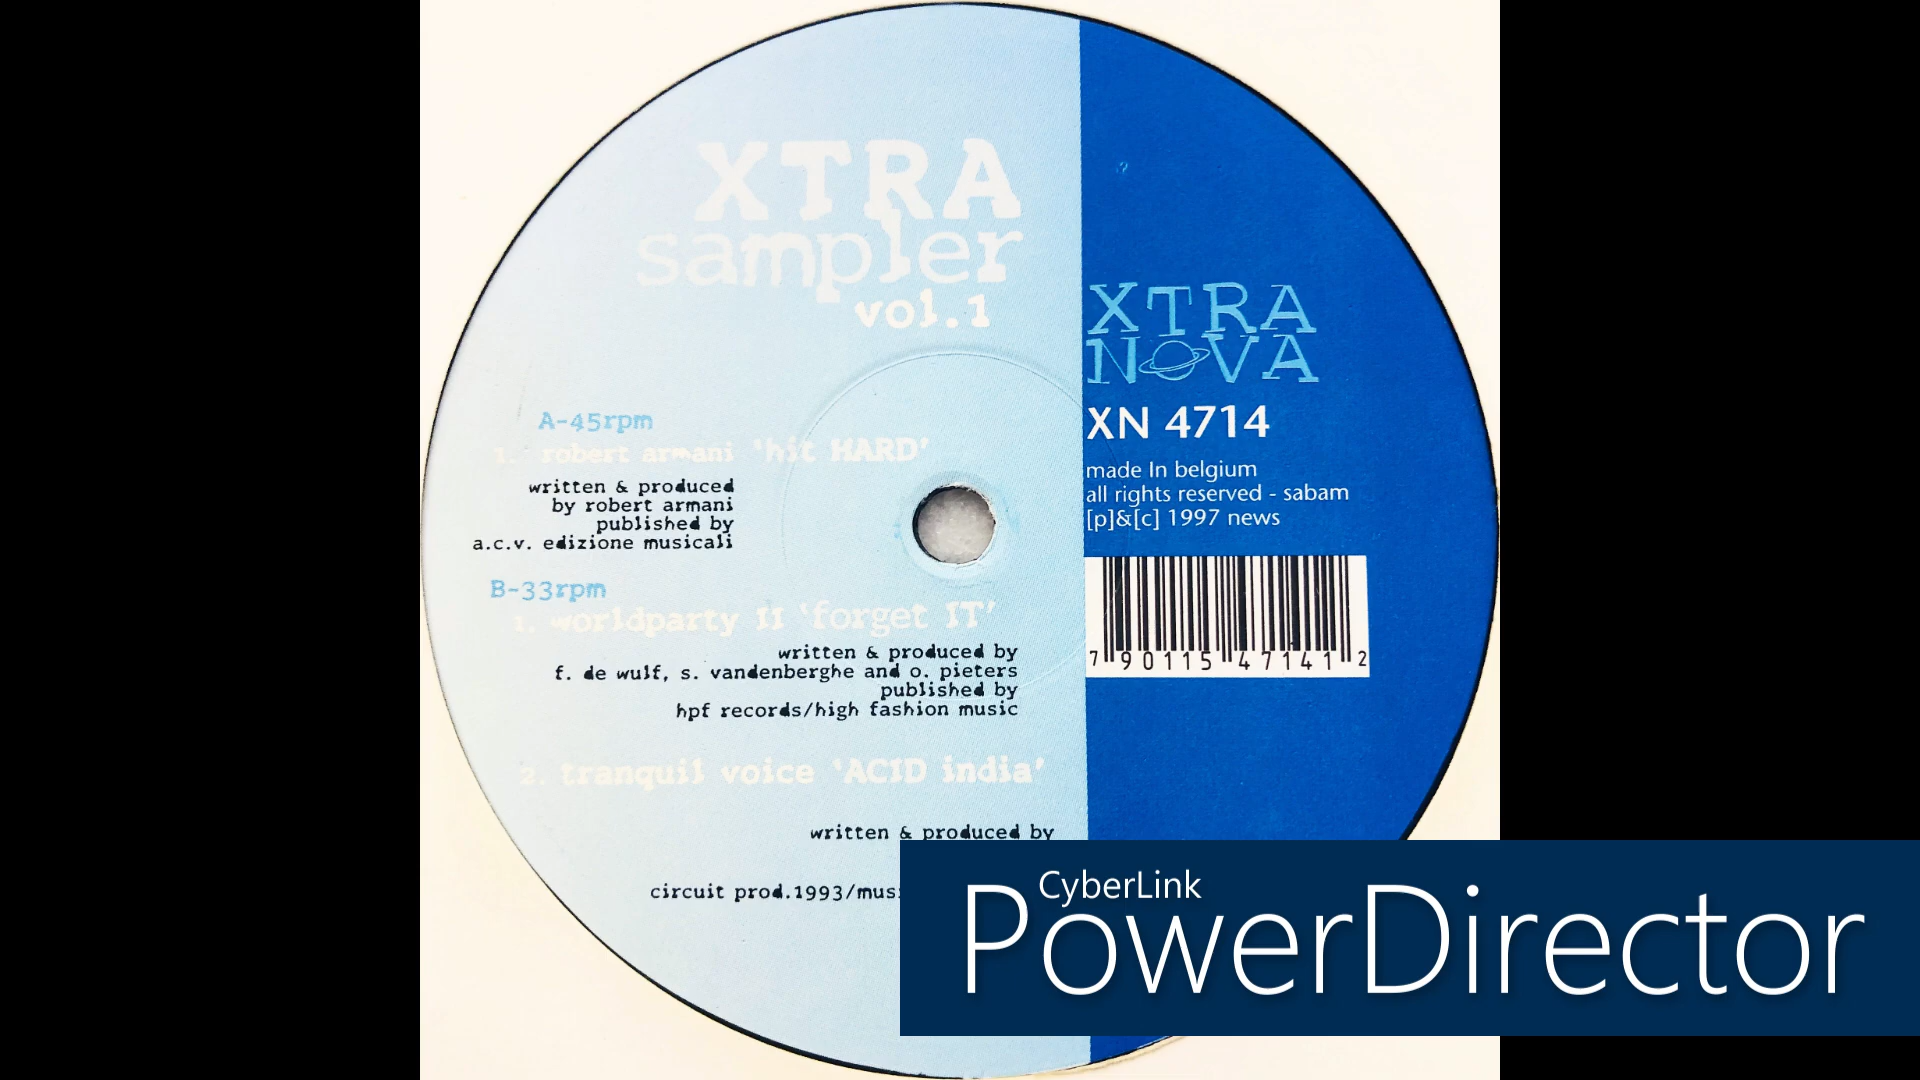 XTRA
sampler
vol.1
A-45rpm
1. robert armani 'hit HARD'
written & produced
by robert armani
published by
a.c.v. edizione musicali
B-33rpm
1. worldparty II 'forget IT'
written & produced by
f. de wulf, s. vandenberghe and o. pieters
published by
hpf records/high fashion music
2. tranquil voice 'ACID india'
written & produced by
circuit prod.1993/
XTRA
NOVA
XN 4714
made In belgium
all rights reserved - sabam
[p]&[c] 1997 news
7 90115 47141 2
CyberLink
PowerDirector